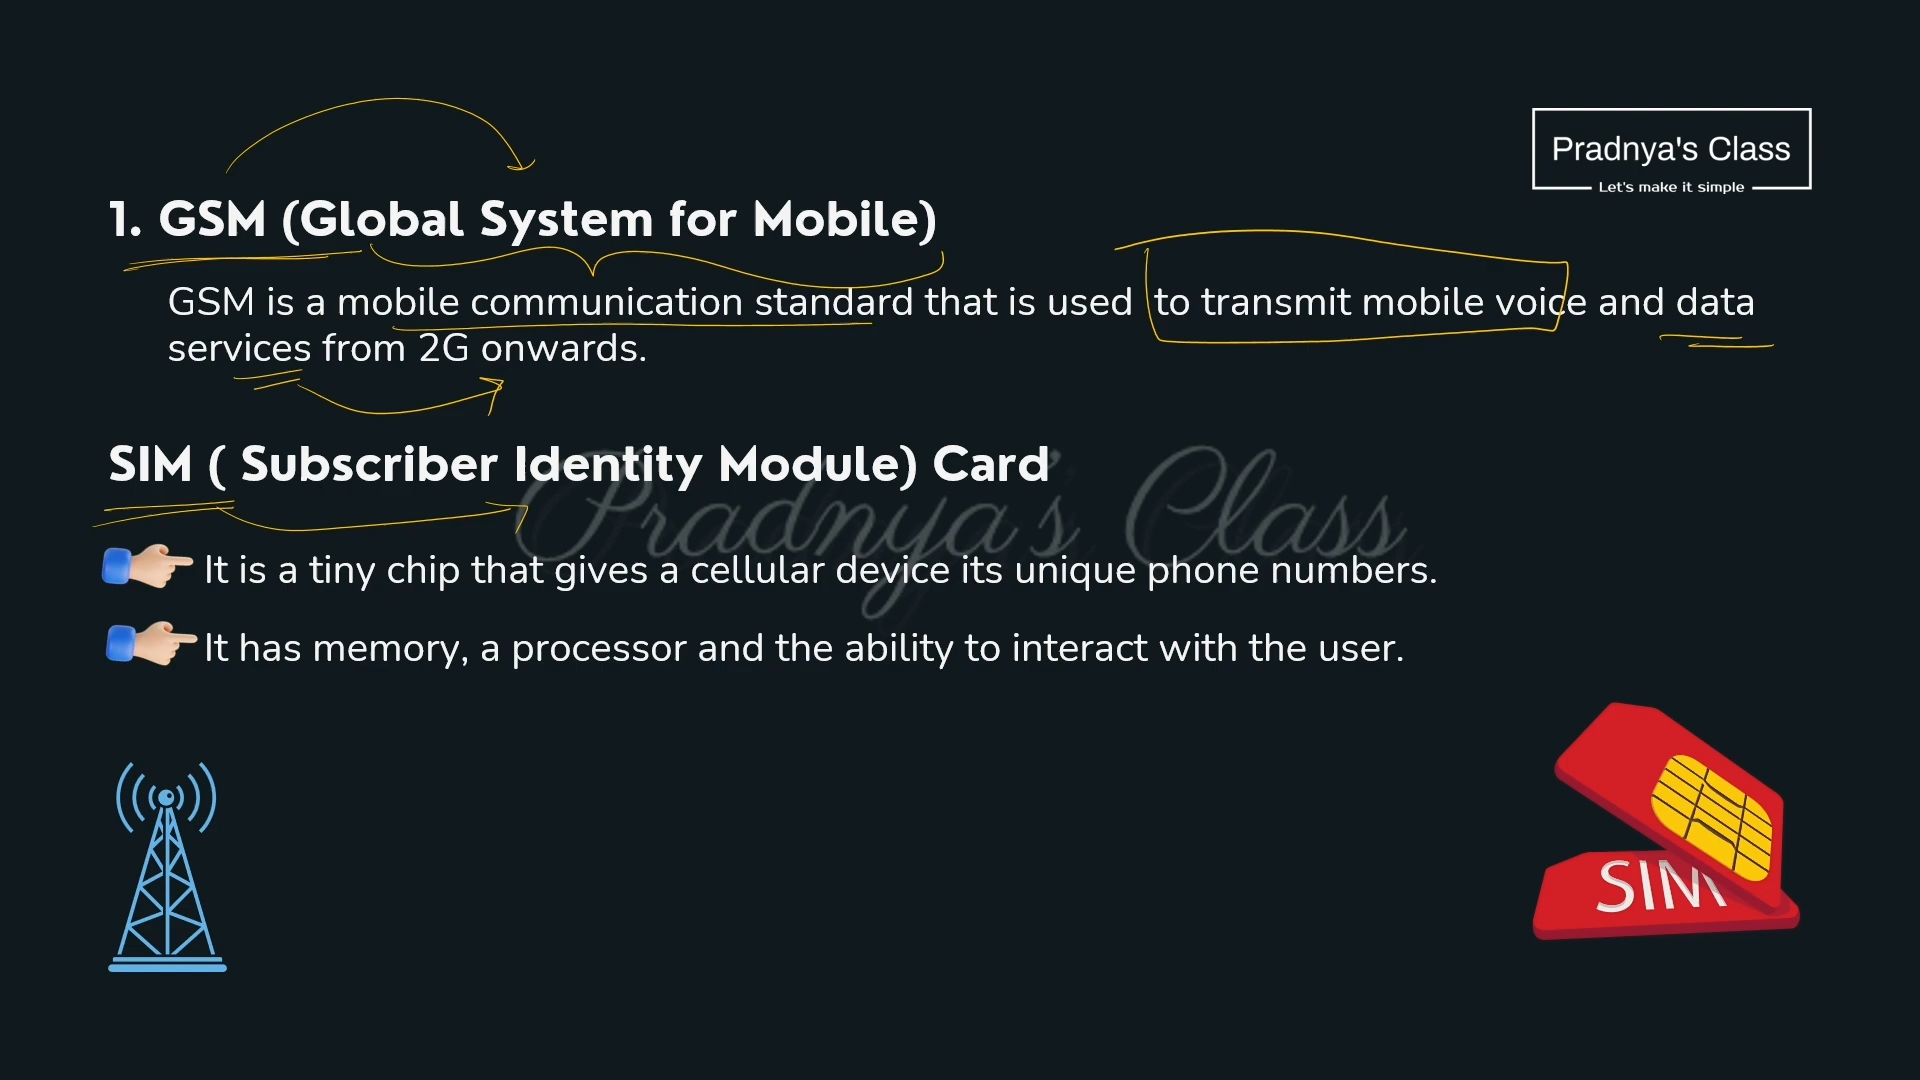 Pradnya's Class
Let's make it simple
1. GSM (Global System for Mobile)
GSM is a mobile communication standard that is used to transmit mobile voice and data
services from 2G onwards.
SIM ( Subscriber Identity Module) Card
Pradnya's Class
It is a tiny chip that gives a cellular device its unique phone numbers.
It has memory, a processor and the ability to interact with the user.
SIM